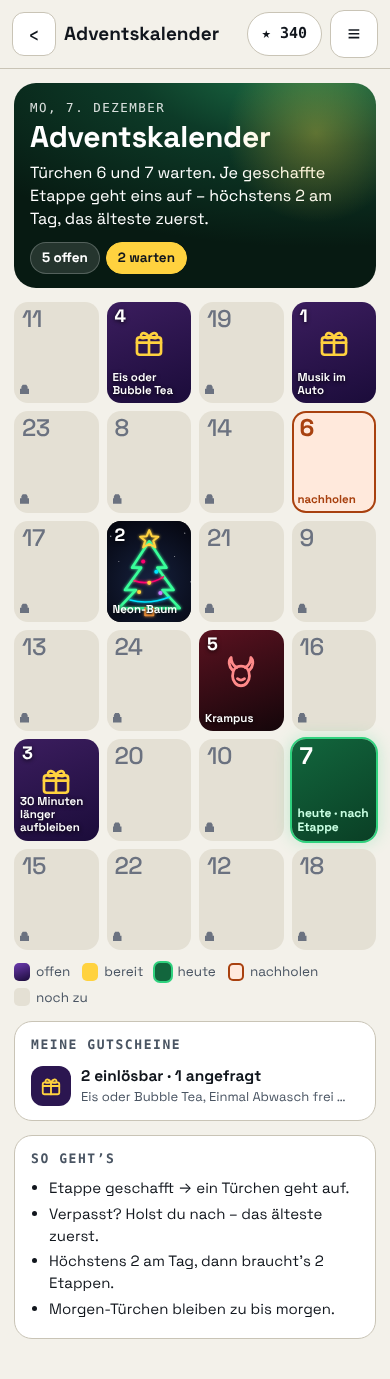 < Adventskalender ★ 340 ≡
MO, 7. DEZEMBER
Adventskalender
Türchen 6 und 7 warten. Je geschaffte
Etappe geht eins auf – höchstens 2 am
Tag, das älteste zuerst.
5 offen 2 warten
11 4 19 1
Eis oder
Bubble Tea
Musik im
Auto
23 8 14 6
nachholen
17 2 21 9
Neon-Baum
13 24 5 16
Krampus
3 20 10 7
30 Minuten
länger
aufbleiben
heute · nach
Etappe
15 22 12 18
offen bereit heute nachholen
noch zu
MEINE GUTSCHEINE
2 einlösbar · 1 angefragt
Eis oder Bubble Tea, Einmal Abwasch frei …
SO GEHT’S
• Etappe geschafft → ein Türchen geht auf.
• Verpasst? Holst du nach – das älteste
zuerst.
• Höchstens 2 am Tag, dann braucht’s 2
Etappen.
• Morgen-Türchen bleiben zu bis morgen.